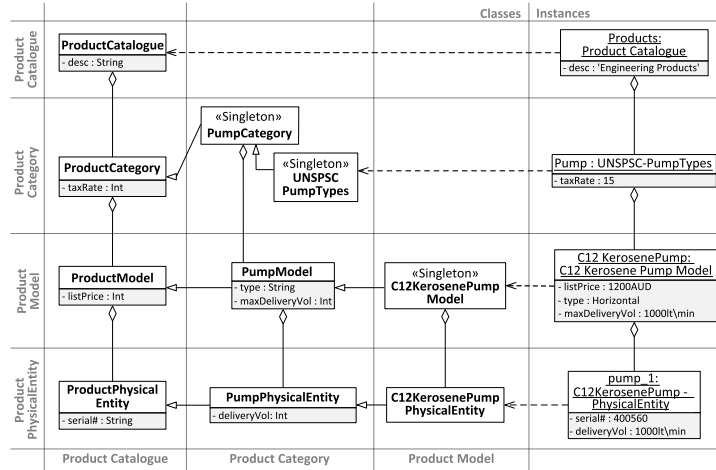 Classes
Instances
Product
Catalogue
ProductCatalogue
- desc : String
Products:
Product Catalogue
- desc : 'Engineering Products'
Product
Category
«Singleton»
PumpCategory
ProductCategory
- taxRate : Int
«Singleton»
UNSPSC
PumpTypes
Pump : UNSPSC-PumpTypes
- taxRate : 15
Product
Model
ProductModel
- listPrice : Int
PumpModel
- type : String
- maxDeliveryVol : Int
«Singleton»
C12KerosenePump
Model
C12 KerosenePump:
C12 Kerosene Pump Model
- listPrice : 1200AUD
- type : Horizontal
- maxDeliveryVol : 1000lt\min
Product
PhysicalEntity
ProductPhysical
Entity
- serial# : String
PumpPhysicalEntity
- deliveryVol: Int
C12KerosenePump
PhysicalEntity
pump_1:
C12KerosenePump -
PhysicalEntity
- serial# : 400560
- deliveryVol : 1000lt\min
Product Catalogue
Product Category
Product Model